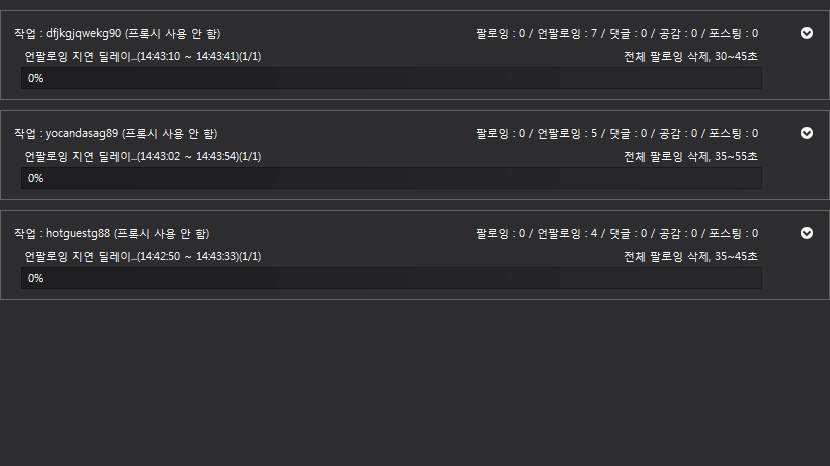 작업 : dfjkgjqwekg90 (프록시 사용 안 함) 팔로잉 : 0 / 언팔로잉 : 7 / 댓글 : 0 / 공감 : 0 / 포스팅 : 0
언팔로잉 지연 딜레이...(14:43:10 ~ 14:43:41)(1/1) 전체 팔로잉 삭제, 30~45초
0%
작업 : yocandasag89 (프록시 사용 안 함) 팔로잉 : 0 / 언팔로잉 : 5 / 댓글 : 0 / 공감 : 0 / 포스팅 : 0
언팔로잉 지연 딜레이...(14:43:02 ~ 14:43:54)(1/1) 전체 팔로잉 삭제, 35~55초
0%
작업 : hotguestg88 (프록시 사용 안 함) 팔로잉 : 0 / 언팔로잉 : 4 / 댓글 : 0 / 공감 : 0 / 포스팅 : 0
언팔로잉 지연 딜레이...(14:42:50 ~ 14:43:33)(1/1) 전체 팔로잉 삭제, 35~45초
0%